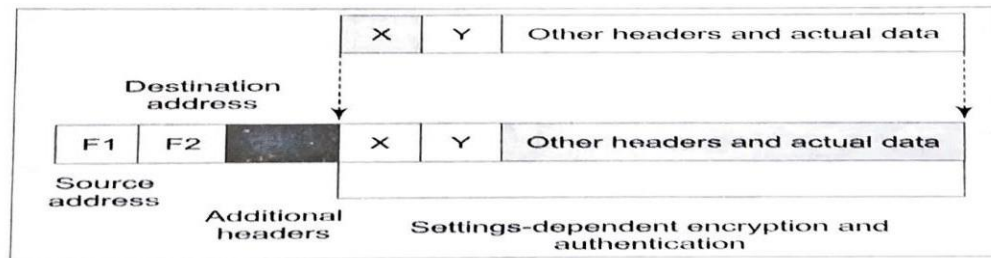 X Y Other headers and actual data
Destination
address
F1 F2 X Y Other headers and actual data
Source
address
Additional
headers
Settings-dependent encryption and
authentication